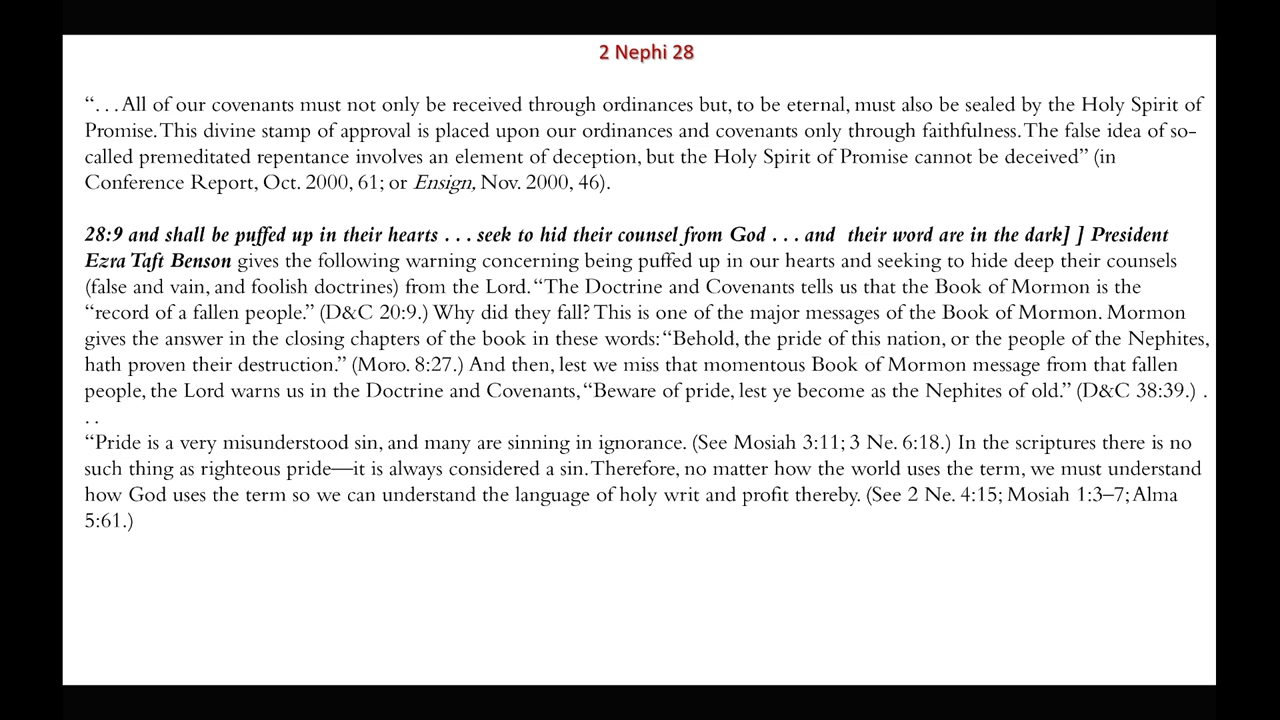 2 Nephi 28
“. . . All of our covenants must not only be received through ordinances but, to be eternal, must also be sealed by the Holy Spirit of
Promise. This divine stamp of approval is placed upon our ordinances and covenants only through faithfulness. The false idea of so-
called premeditated repentance involves an element of deception, but the Holy Spirit of Promise cannot be deceived” (in
Conference Report, Oct. 2000, 61; or Ensign, Nov. 2000, 46).
28:9 and shall be puffed up in their hearts . . . seek to hid their counsel from God . . . and their word are in the dark] ] President
Ezra Taft Benson gives the following warning concerning being puffed up in our hearts and seeking to hide deep their counsels
(false and vain, and foolish doctrines) from the Lord. “The Doctrine and Covenants tells us that the Book of Mormon is the
“record of a fallen people.” (D&C 20:9.) Why did they fall? This is one of the major messages of the Book of Mormon. Mormon
gives the answer in the closing chapters of the book in these words: “Behold, the pride of this nation, or the people of the Nephites,
hath proven their destruction.” (Moro. 8:27.) And then, lest we miss that momentous Book of Mormon message from that fallen
people, the Lord warns us in the Doctrine and Covenants, “Beware of pride, lest ye become as the Nephites of old.” (D&C 38:39.) .
. .
“Pride is a very misunderstood sin, and many are sinning in ignorance. (See Mosiah 3:11; 3 Ne. 6:18.) In the scriptures there is no
such thing as righteous pride—it is always considered a sin. Therefore, no matter how the world uses the term, we must understand
how God uses the term so we can understand the language of holy writ and profit thereby. (See 2 Ne. 4:15; Mosiah 1:3–7; Alma
5:61.)